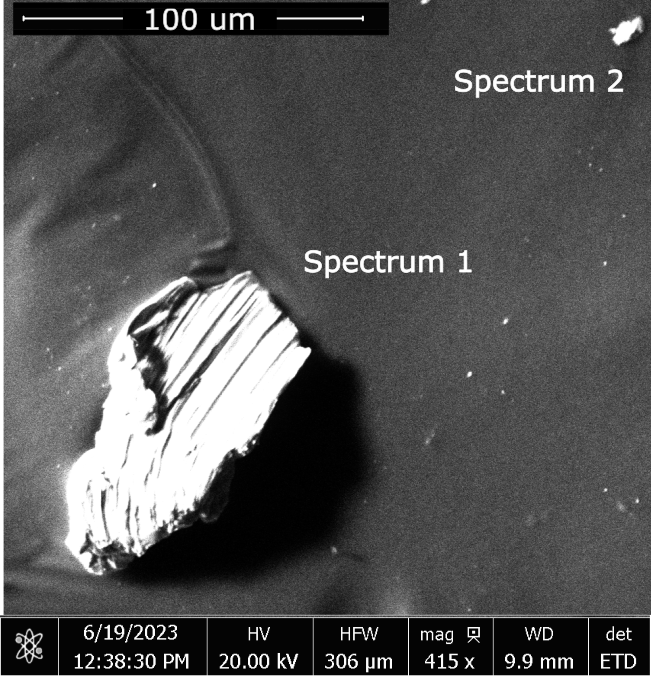 100 um
Spectrum 2
Spectrum 1
6/19/2023 HV HFW mag WD det
12:38:30 PM 20.00 kV 306 µm 415 x 9.9 mm ETD